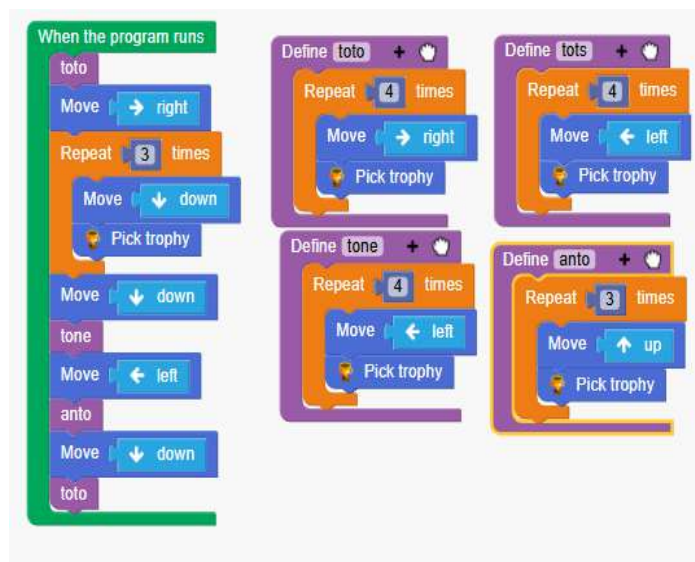 When the program runs
toto
Move right
Repeat 3 times
Move down
Pick trophy
Move down
tone
Move left
anto
Move down
toto
Define toto +
Repeat 4 times
Move right
Pick trophy
Define tots +
Repeat 4 times
Move left
Pick trophy
Define tone +
Repeat 4 times
Move left
Pick trophy
Define anto +
Repeat 3 times
Move up
Pick trophy